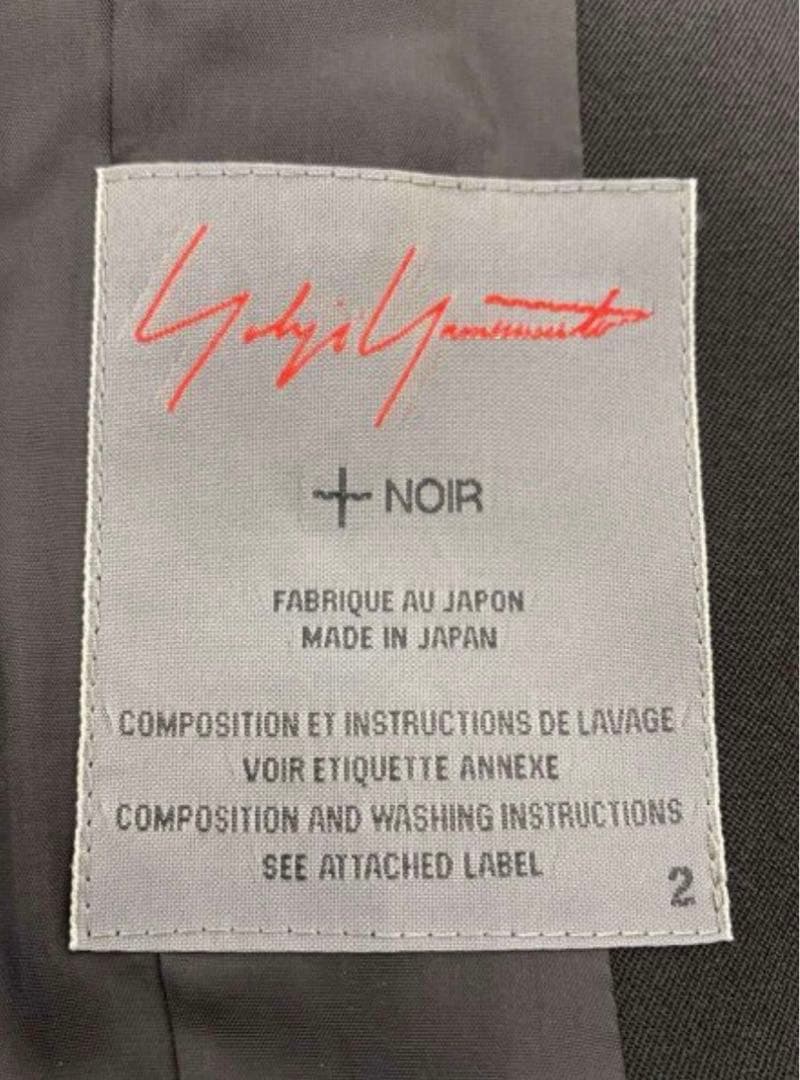 Yohji Yamamoto
+ NOIR
FABRIQUE AU JAPON
MADE IN JAPAN
COMPOSITION ET INSTRUCTIONS DE LAVAGE
VOIR ETIQUETTE ANNEXE
COMPOSITION AND WASHING INSTRUCTIONS
SEE ATTACHED LABEL
2